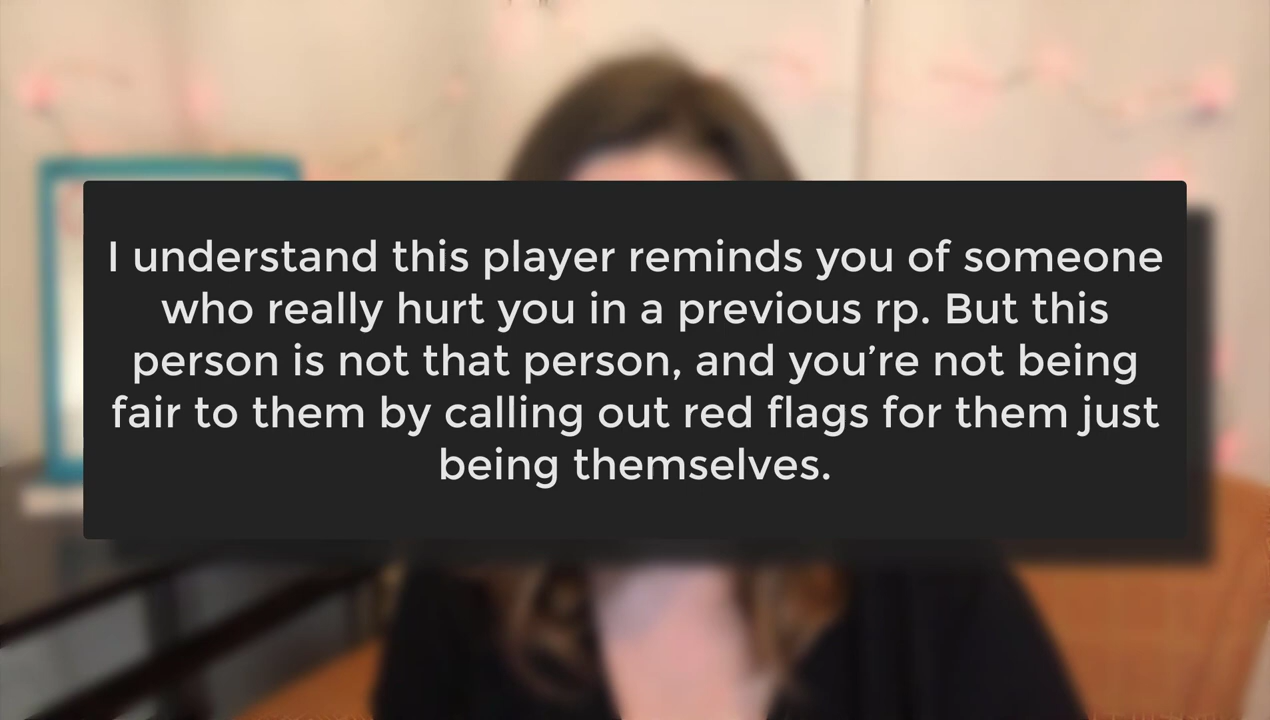 I understand this player reminds you of someone
who really hurt you in a previous rp. But this
person is not that person, and you’re not being
fair to them by calling out red flags for them just
being themselves.